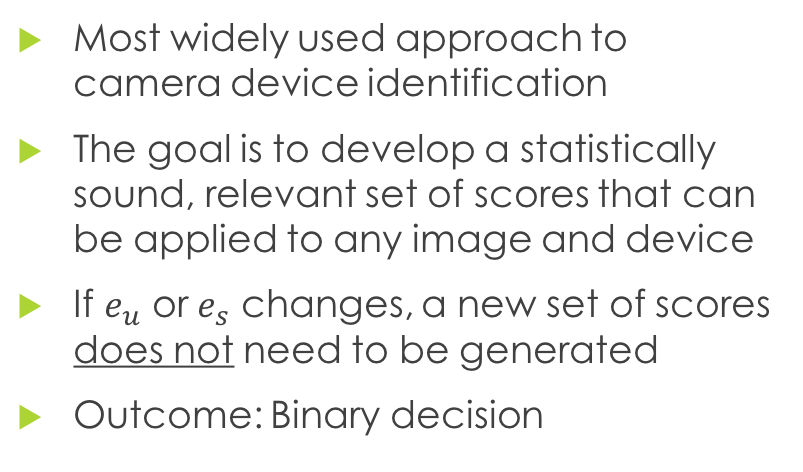 Most widely used approach to
camera device identification
The goal is to develop a statistically
sound, relevant set of scores that can
be applied to any image and device
If e_u or e_s changes, a new set of scores
does not need to be generated
Outcome: Binary decision